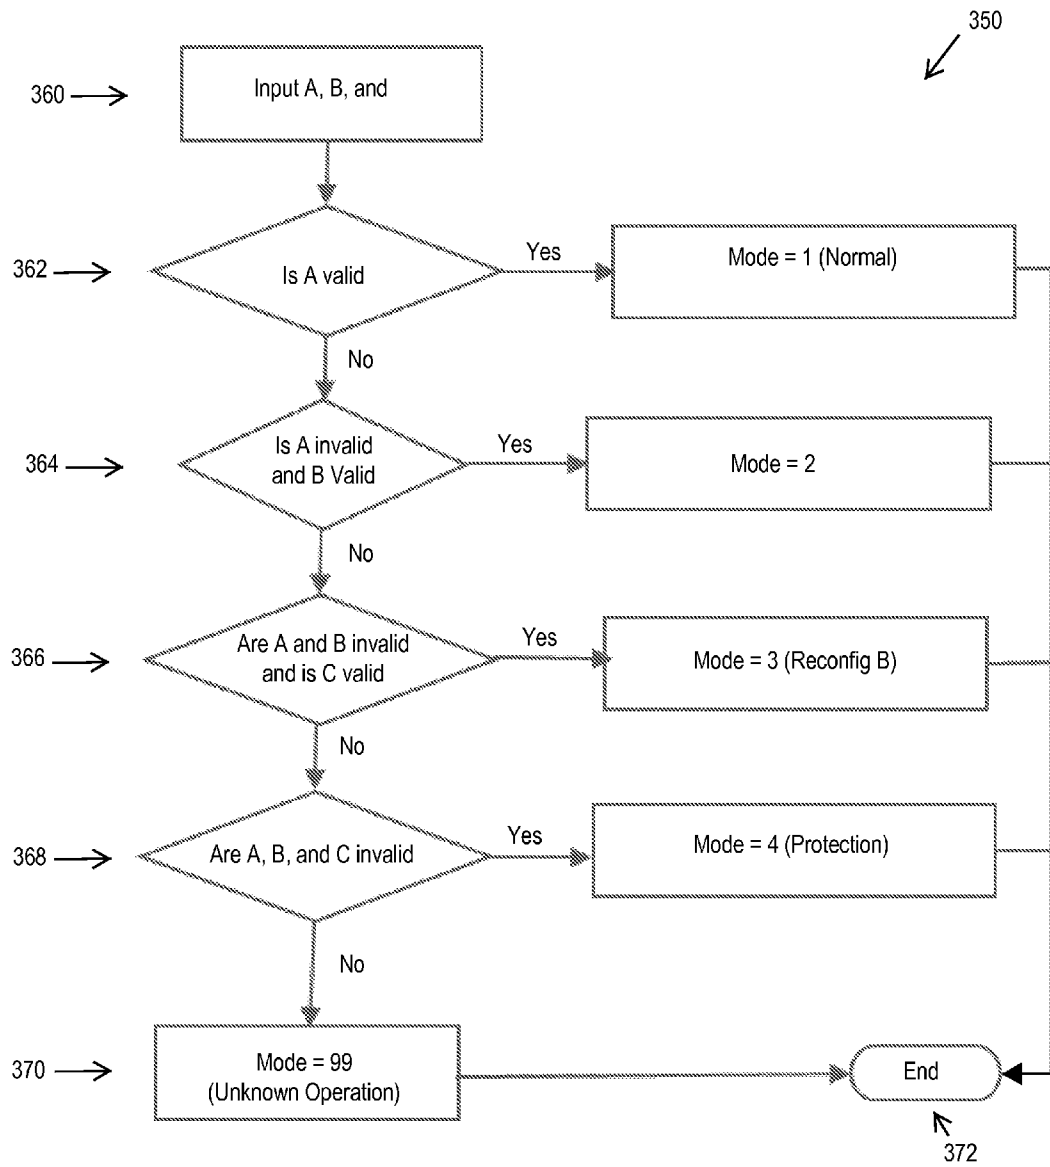 350
360
Input A, B, and
362
Is A valid
Yes
Mode = 1 (Normal)
No
364
Is A invalid
and B Valid
Yes
Mode = 2
No
366
Are A and B invalid
and is C valid
Yes
Mode = 3 (Reconfig B)
No
368
Are A, B, and C invalid
Yes
Mode = 4 (Protection)
No
370
Mode = 99
(Unknown Operation)
End
372